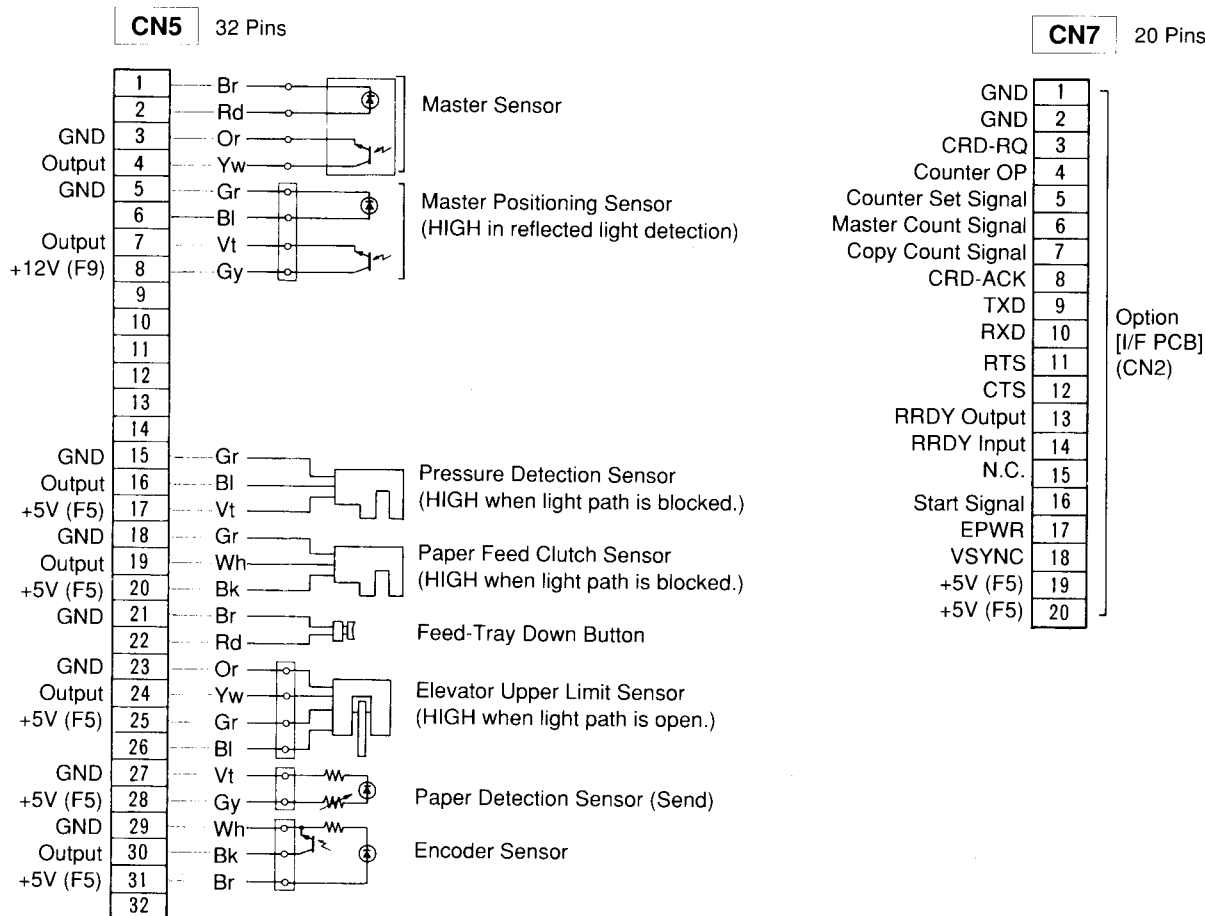 CN5 32 Pins
1 Br
2 Rd
Master Sensor
GND 3 Or
Output 4 Yw
GND 5 Gr
6 Bl
Master Positioning Sensor
(HIGH in reflected light detection)
Output 7 Vt
+12V (F9) 8 Gy
9
10
11
12
13
14
GND 15 Gr
Output 16 Bl
+5V (F5) 17 Vt
Pressure Detection Sensor
(HIGH when light path is blocked.)
GND 18 Gr
Output 19 Wh
+5V (F5) 20 Bk
Paper Feed Clutch Sensor
(HIGH when light path is blocked.)
GND 21 Br
22 Rd
Feed-Tray Down Button
GND 23 Or
Output 24 Yw
+5V (F5) 25 Gr
26 Bl
Elevator Upper Limit Sensor
(HIGH when light path is open.)
GND 27 Vt
+5V (F5) 28 Gy
Paper Detection Sensor (Send)
GND 29 Wh
Output 30 Bk
+5V (F5) 31 Br
Encoder Sensor
32
CN7 20 Pins
GND 1
GND 2
CRD-RQ 3
Counter OP 4
Counter Set Signal 5
Master Count Signal 6
Copy Count Signal 7
CRD-ACK 8
TXD 9
RXD 10
RTS 11
CTS 12
RRDY Output 13
RRDY Input 14
N.C. 15
Start Signal 16
EPWR 17
VSYNC 18
+5V (F5) 19
+5V (F5) 20
Option
[I/F PCB]
(CN2)